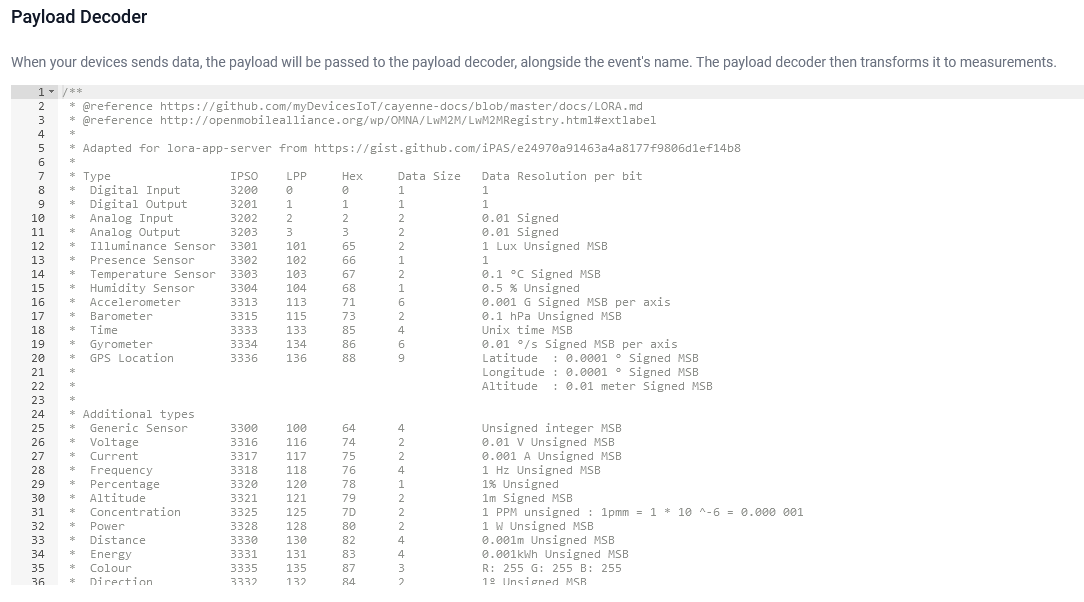 Payload Decoder
When your devices sends data, the payload will be passed to the payload decoder, alongside the event's name. The payload decoder then transforms it to measurements.
1 /**
2  * @reference https://github.com/myDevicesIoT/cayenne-docs/blob/master/docs/LORA.md
3  * @reference http://openmobilealliance.org/wp/OMNA/LwM2M/LwM2MRegistry.html#extlabel
4  *
5  * Adapted for lora-app-server from https://gist.github.com/iPAS/e24970a91463a4a8177f9806d1ef14b8
6  *
7  * Type                 IPSO    LPP     Hex     Data Size   Data Resolution per bit
8  *  Digital Input       3200    0       0       1           1
9  *  Digital Output      3201    1       1       1           1
10  *  Analog Input        3202    2       2       2           0.01 Signed
11  *  Analog Output       3203    3       3       2           0.01 Signed
12  *  Illuminance Sensor  3301    101     65      2           1 Lux Unsigned MSB
13  *  Presence Sensor     3302    102     66      1           1
14  *  Temperature Sensor  3303    103     67      2           0.1 °C Signed MSB
15  *  Humidity Sensor     3304    104     68      1           0.5 % Unsigned
16  *  Accelerometer       3313    113     71      6           0.001 G Signed MSB per axis
17  *  Barometer           3315    115     73      2           0.1 hPa Unsigned MSB
18  *  Time                3333    133     85      4           Unix time MSB
19  *  Gyrometer           3334    134     86      6           0.01 °/s Signed MSB per axis
20  *  GPS Location        3336    136     88      9           Latitude  : 0.0001 ° Signed MSB
21  *                                                          Longitude : 0.0001 ° Signed MSB
22  *                                                          Altitude  : 0.01 meter Signed MSB
23  *
24  * Additional types
25  *  Generic Sensor      3300    100     64      4           Unsigned integer MSB
26  *  Voltage             3316    116     74      2           0.01 V Unsigned MSB
27  *  Current             3317    117     75      2           0.001 A Unsigned MSB
28  *  Frequency           3318    118     76      4           1 Hz Unsigned MSB
29  *  Percentage          3320    120     78      1           1% Unsigned
30  *  Altitude            3321    121     79      2           1m Signed MSB
31  *  Concentration       3325    125     7D      2           1 PPM unsigned : 1pmm = 1 * 10 ^-6 = 0.000 001
32  *  Power               3328    128     80      2           1 W Unsigned MSB
33  *  Distance            3330    130     82      4           0.001m Unsigned MSB
34  *  Energy              3331    131     83      4           0.001kWh Unsigned MSB
35  *  Colour              3335    135     87      3           R: 255 G: 255 B: 255
36  *  Direction           3332    132     84      2           1º Unsigned MSB